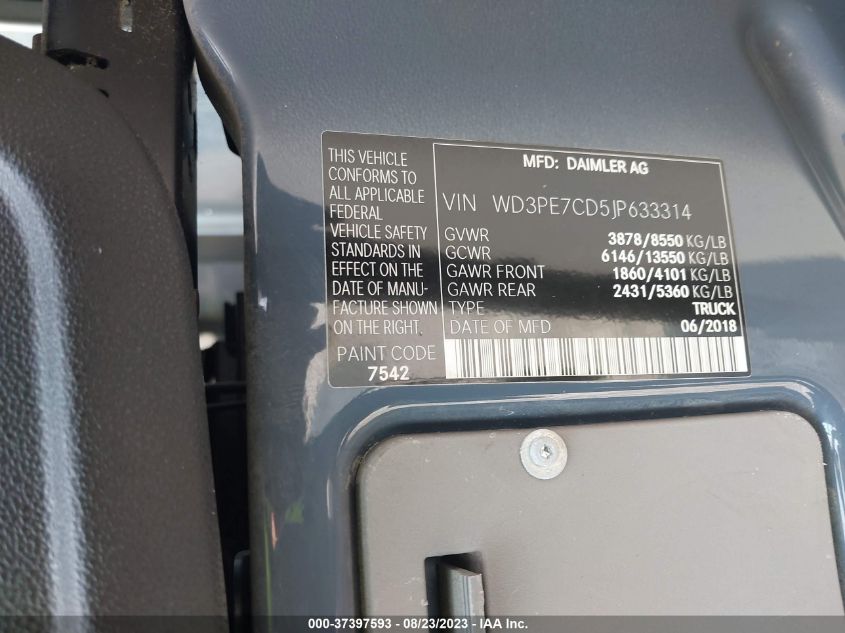 THIS VEHICLE
CONFORMS TO
ALL APPLICABLE
FEDERAL
VEHICLE SAFETY
STANDARDS IN
EFFECT ON THE
DATE OF MANU-
FACTURE SHOWN
ON THE RIGHT.
PAINT CODE
7542
MFD: DAIMLER AG
VIN WD3PE7CD5JP633314
GVWR 3878/8550 KG/LB
GCWR 6146/13550 KG/LB
GAWR FRONT 1860/4101 KG/LB
GAWR REAR 2431/5360 KG/LB
TYPE TRUCK
DATE OF MFD 06/2018
000-37397593 — 08/23/2023 — IAA Inc.